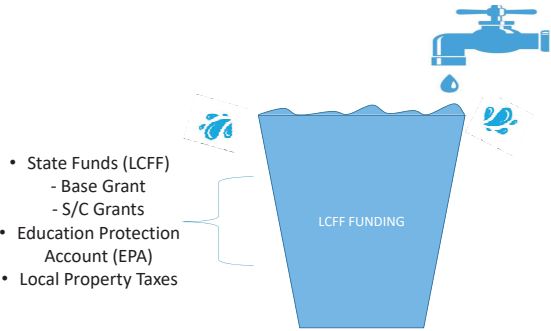 • State Funds (LCFF)
- Base Grant
- S/C Grants
• Education Protection
Account (EPA)
• Local Property Taxes
LCFF FUNDING